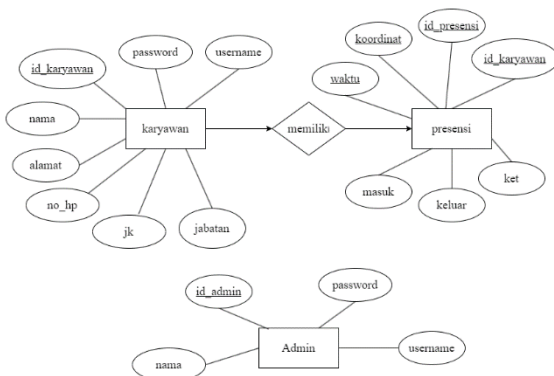 id_presensi
koordinat
password
username
id_karyawan
id_karyawan
waktu
nama
karyawan
memiliki
presensi
alamat
masuk
ket
no_hp
keluar
jk
jabatan
id_admin
password
Admin
username
nama